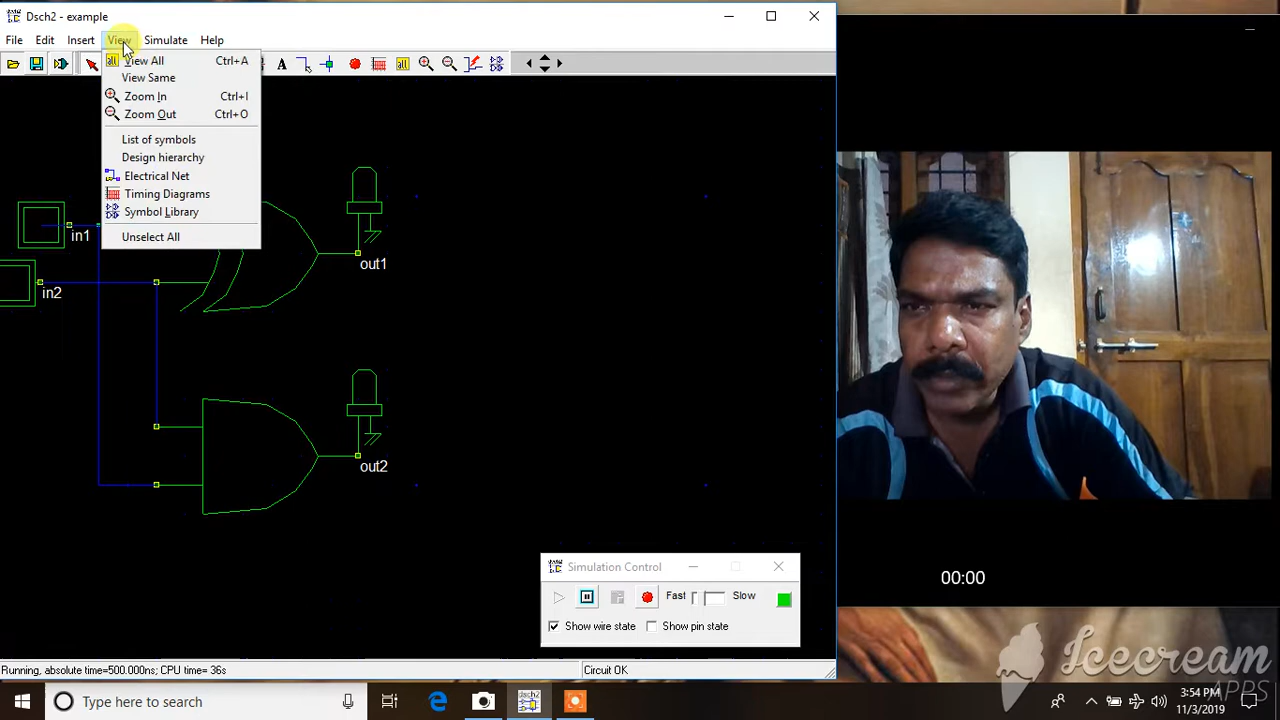 Dsch2 - example
File Edit Insert View Simulate Help
View All Ctrl+A
View Same
Zoom In Ctrl+I
Zoom Out Ctrl+O
List of symbols
Design hierarchy
Electrical Net
Timing Diagrams
Symbol Library
Unselect All
all
A
in1
in2
out1
out2
Simulation Control
Fast Slow
Show wire state Show pin state
00:00
Running, absolute time=500.000ns; CPU time= 36s Circuit OK
Icecream
APPS
Type here to search
dsch2
3:54 PM
11/3/2019